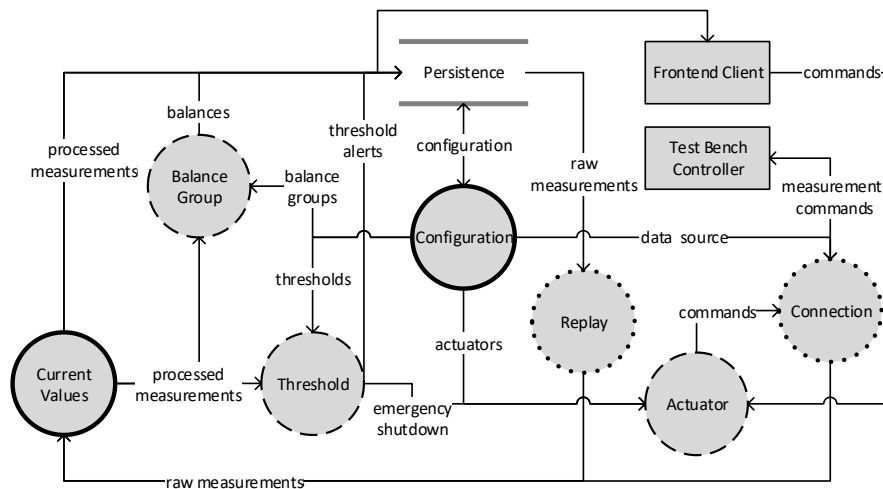 Persistence
Frontend Client
commands
balances
processed
measurements
threshold
alerts
configuration
raw
measurements
Test Bench
Controller
measurement
commands
Balance
Group
balance
groups
Configuration
data source
thresholds
Replay
commands
Connection
actuators
Current
Values
processed
measurements
Threshold
emergency
shutdown
Actuator
raw measurements